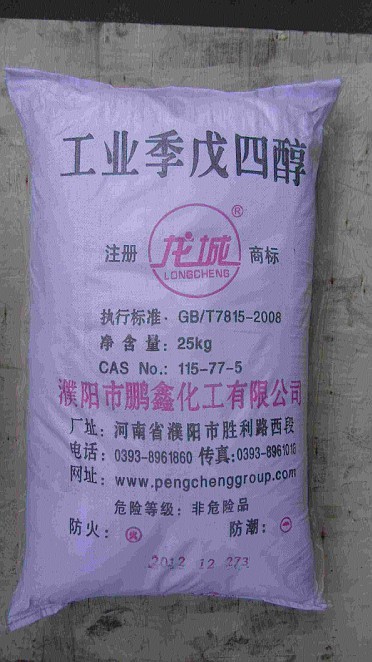 工业季戊四醇
®
注册 龙城 商标
LONGCHENG
执行标准: GB/T7815-2008
净含量: 25kg
CAS No.: 115-77-5
濮阳市鹏鑫化工有限公司
厂址: 河南省濮阳市胜利路西段
电话: 0393-8961860 传真:0393-8961016
网址: www.pengchenggroup.com
危险等级: 非危险品
防火: 防潮:
2012 12 273